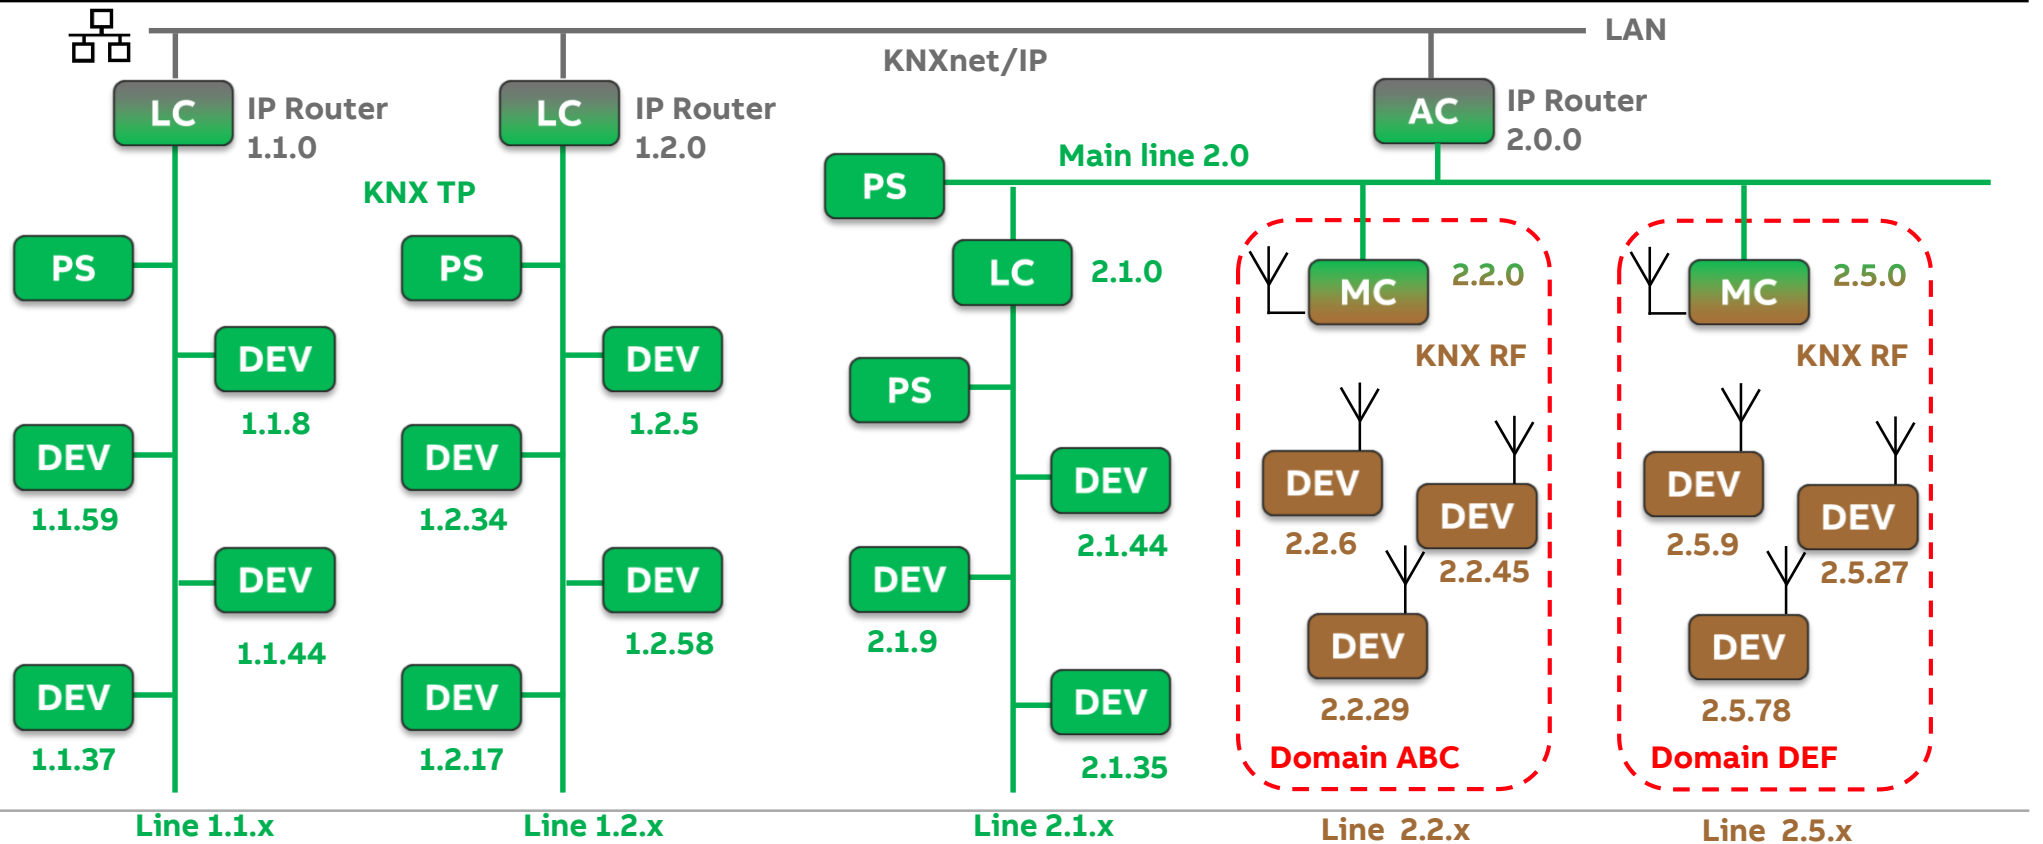 LAN
KNXnet/IP
LC
IP Router
1.1.0
LC
IP Router
1.2.0
AC
IP Router
2.0.0
KNX TP
Main line 2.0
PS
PS
PS
LC
2.1.0
MC
2.2.0
MC
2.5.0
KNX RF
KNX RF
DEV
1.1.8
DEV
1.2.5
PS
DEV
1.1.59
DEV
1.2.34
DEV
2.1.44
DEV
2.2.6
DEV
2.2.45
DEV
2.5.9
DEV
2.5.27
DEV
1.1.44
DEV
1.2.58
DEV
2.1.9
DEV
2.2.29
DEV
2.5.78
DEV
1.1.37
DEV
1.2.17
DEV
2.1.35
Domain ABC
Domain DEF
Line 1.1.x
Line 1.2.x
Line 2.1.x
Line 2.2.x
Line 2.5.x